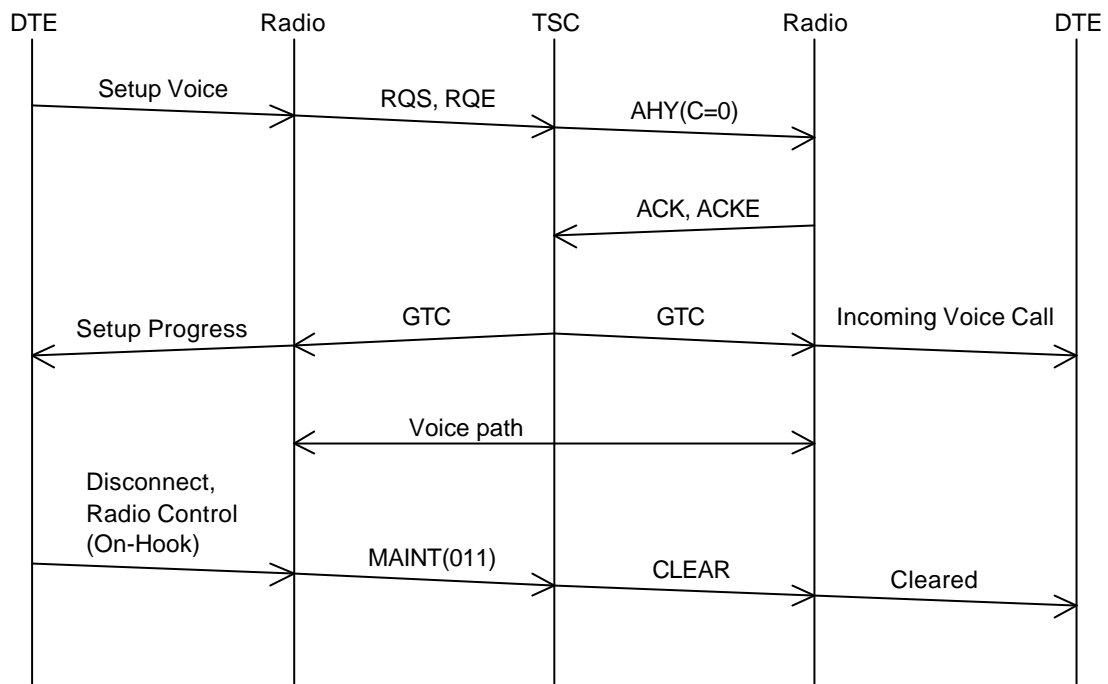 DTE Radio TSC Radio DTE
Setup Voice
RQS, RQE
AHY(C=0)
ACK, ACKE
Setup Progress
GTC
GTC
Incoming Voice Call
Voice path
Disconnect,
Radio Control
(On-Hook)
MAINT(011)
CLEAR
Cleared